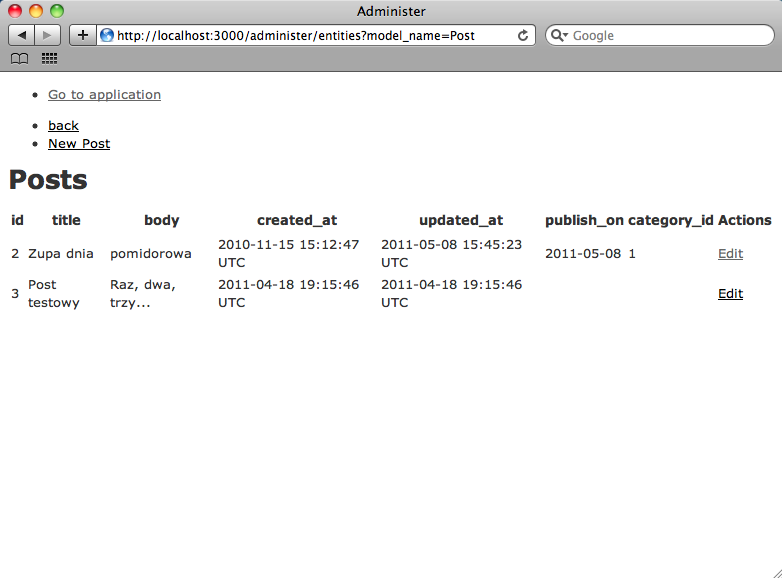 Administer
http://localhost:3000/administer/entities?model_name=Post
Google
Go to application
back
New Post
Posts
id title body created_at updated_at publish_on category_id Actions
2 Zupa dnia pomidorowa 2010-11-15 15:12:47 UTC 2011-05-08 15:45:23 UTC 2011-05-08 1 Edit
3 Post testowy Raz, dwa, trzy... 2011-04-18 19:15:46 UTC 2011-04-18 19:15:46 UTC Edit